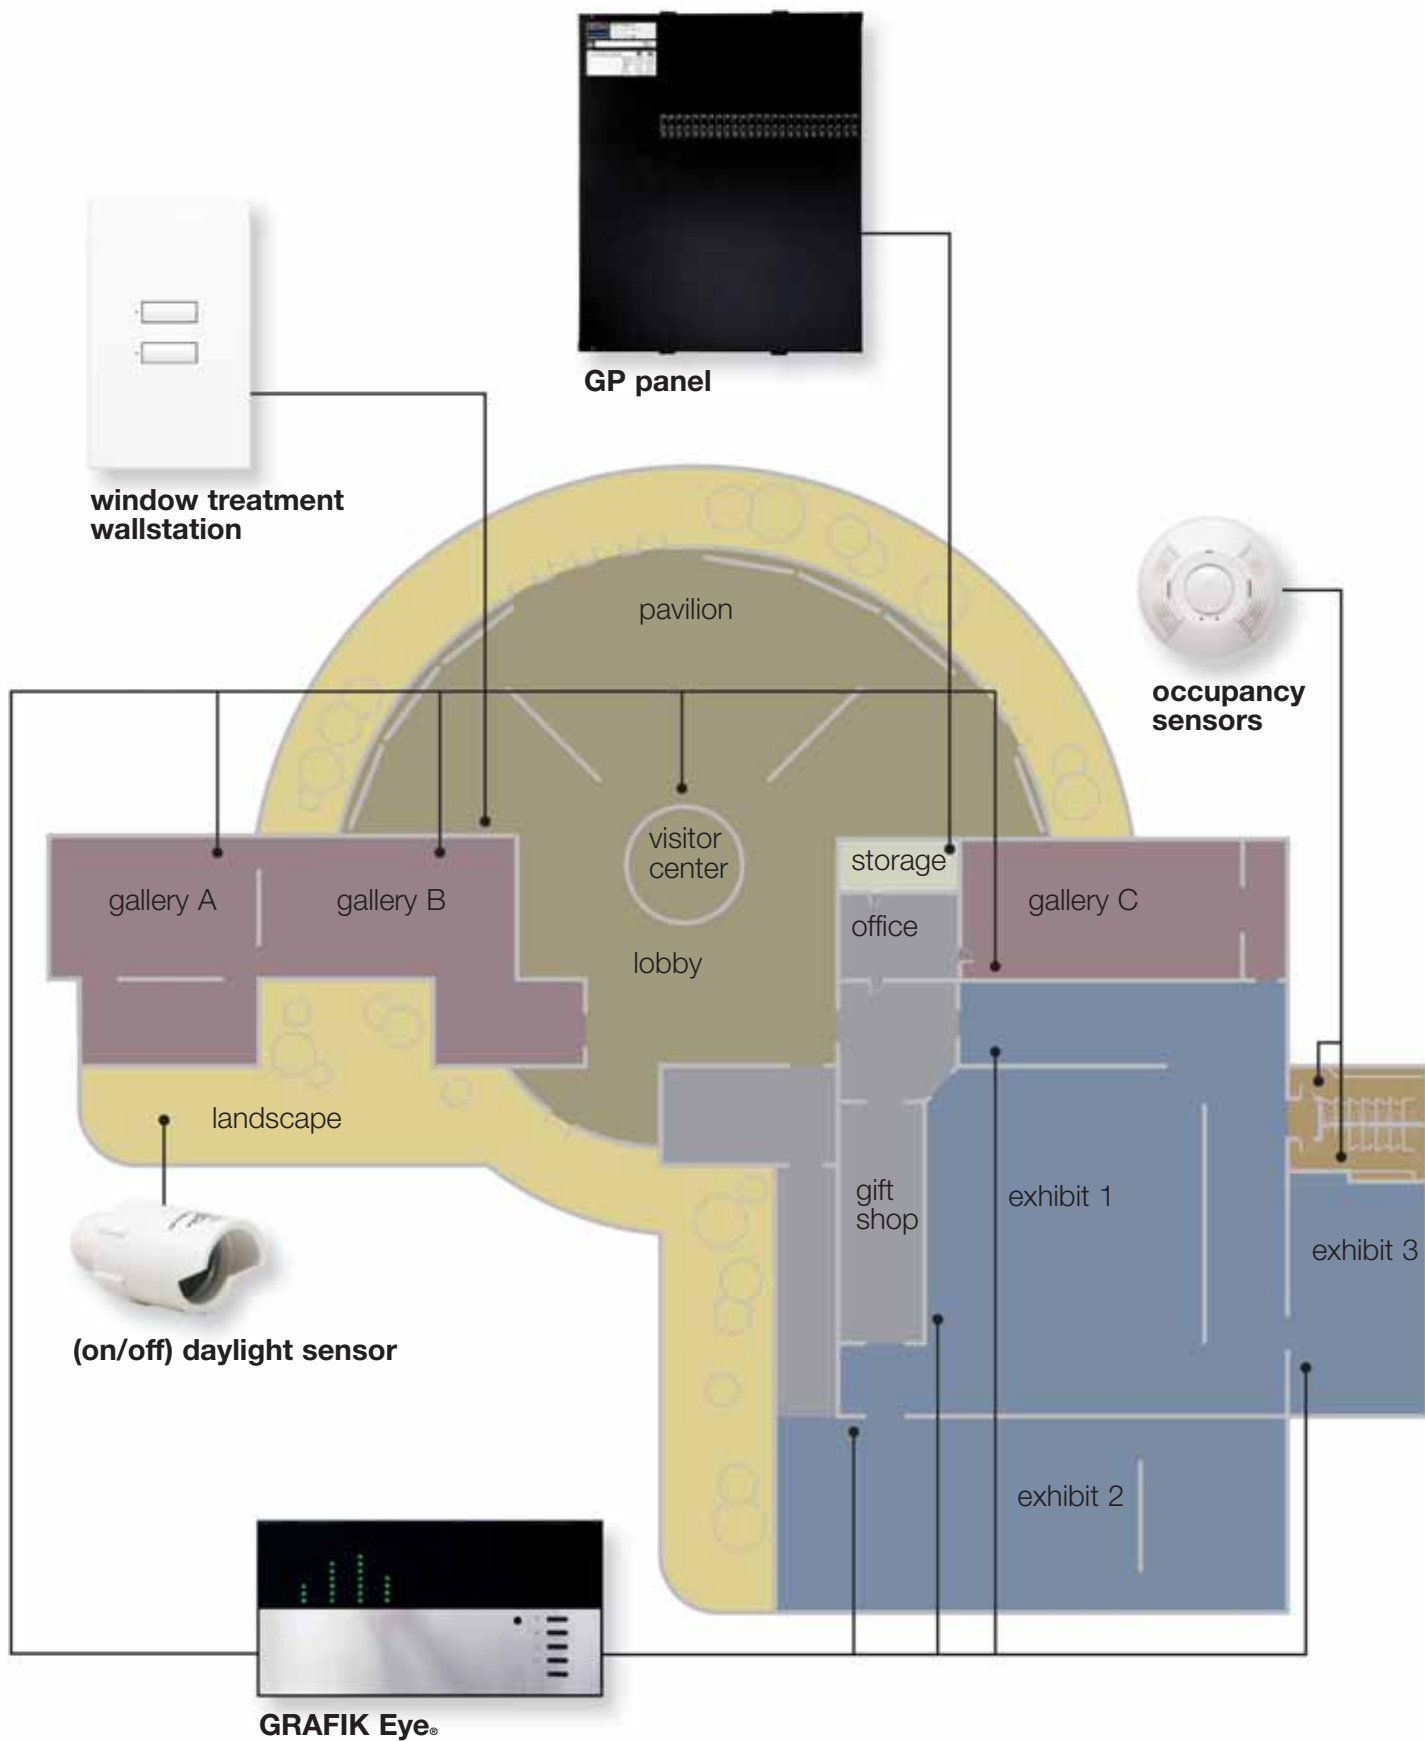 GP panel
window treatment
wallstation
pavilion
occupancy
sensors
visitor
center
storage
gallery A
gallery B
gallery C
office
lobby
landscape
gift
shop
exhibit 1
exhibit 3
(on/off) daylight sensor
exhibit 2
GRAFIK Eye®